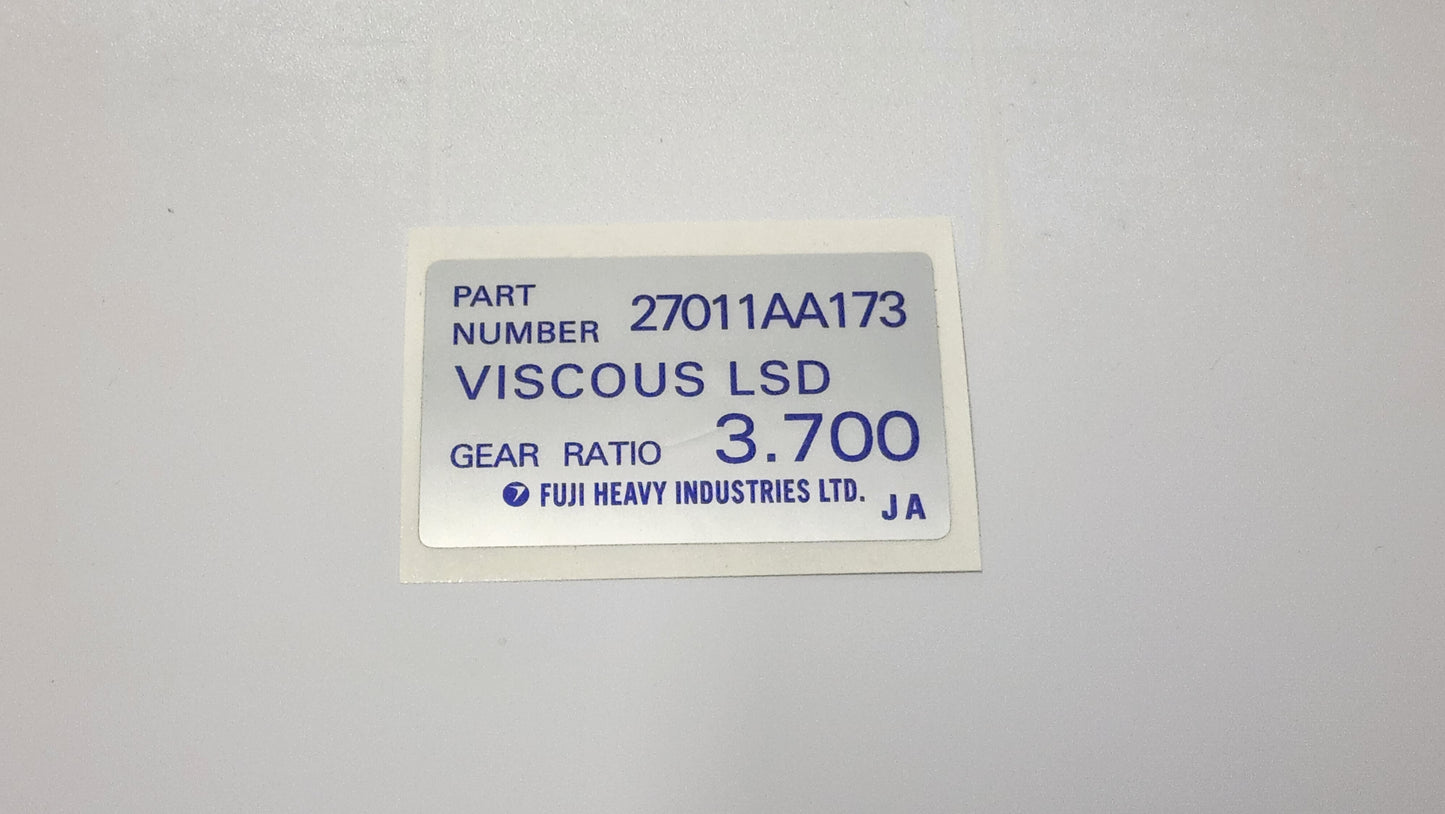 PART
NUMBER 27011AA173
VISCOUS LSD
GEAR RATIO 3.700
FUJI HEAVY INDUSTRIES LTD.
JA